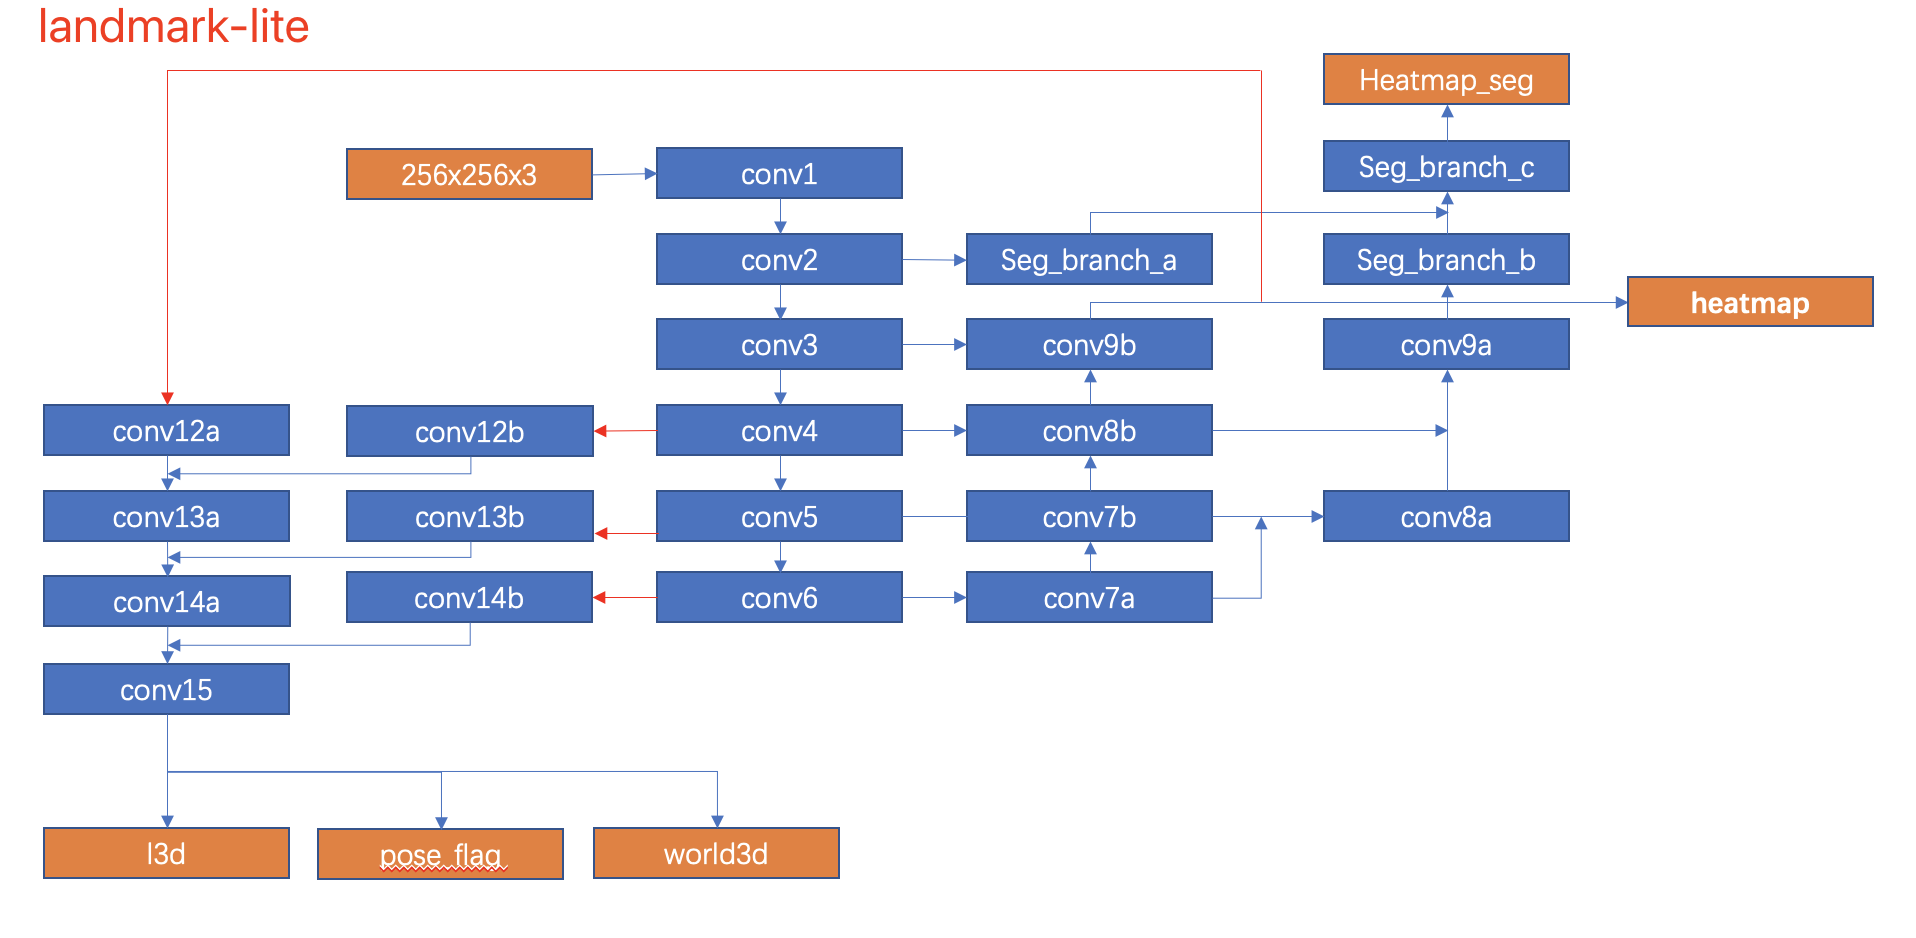 landmark-lite
Heatmap_seg
256x256x3
conv1
Seg_branch_c
conv2
Seg_branch_a
Seg_branch_b
heatmap
conv3
conv9b
conv9a
conv12a
conv12b
conv4
conv8b
conv13a
conv13b
conv5
conv7b
conv8a
conv14a
conv14b
conv6
conv7a
conv15
l3d
pose_flag
world3d